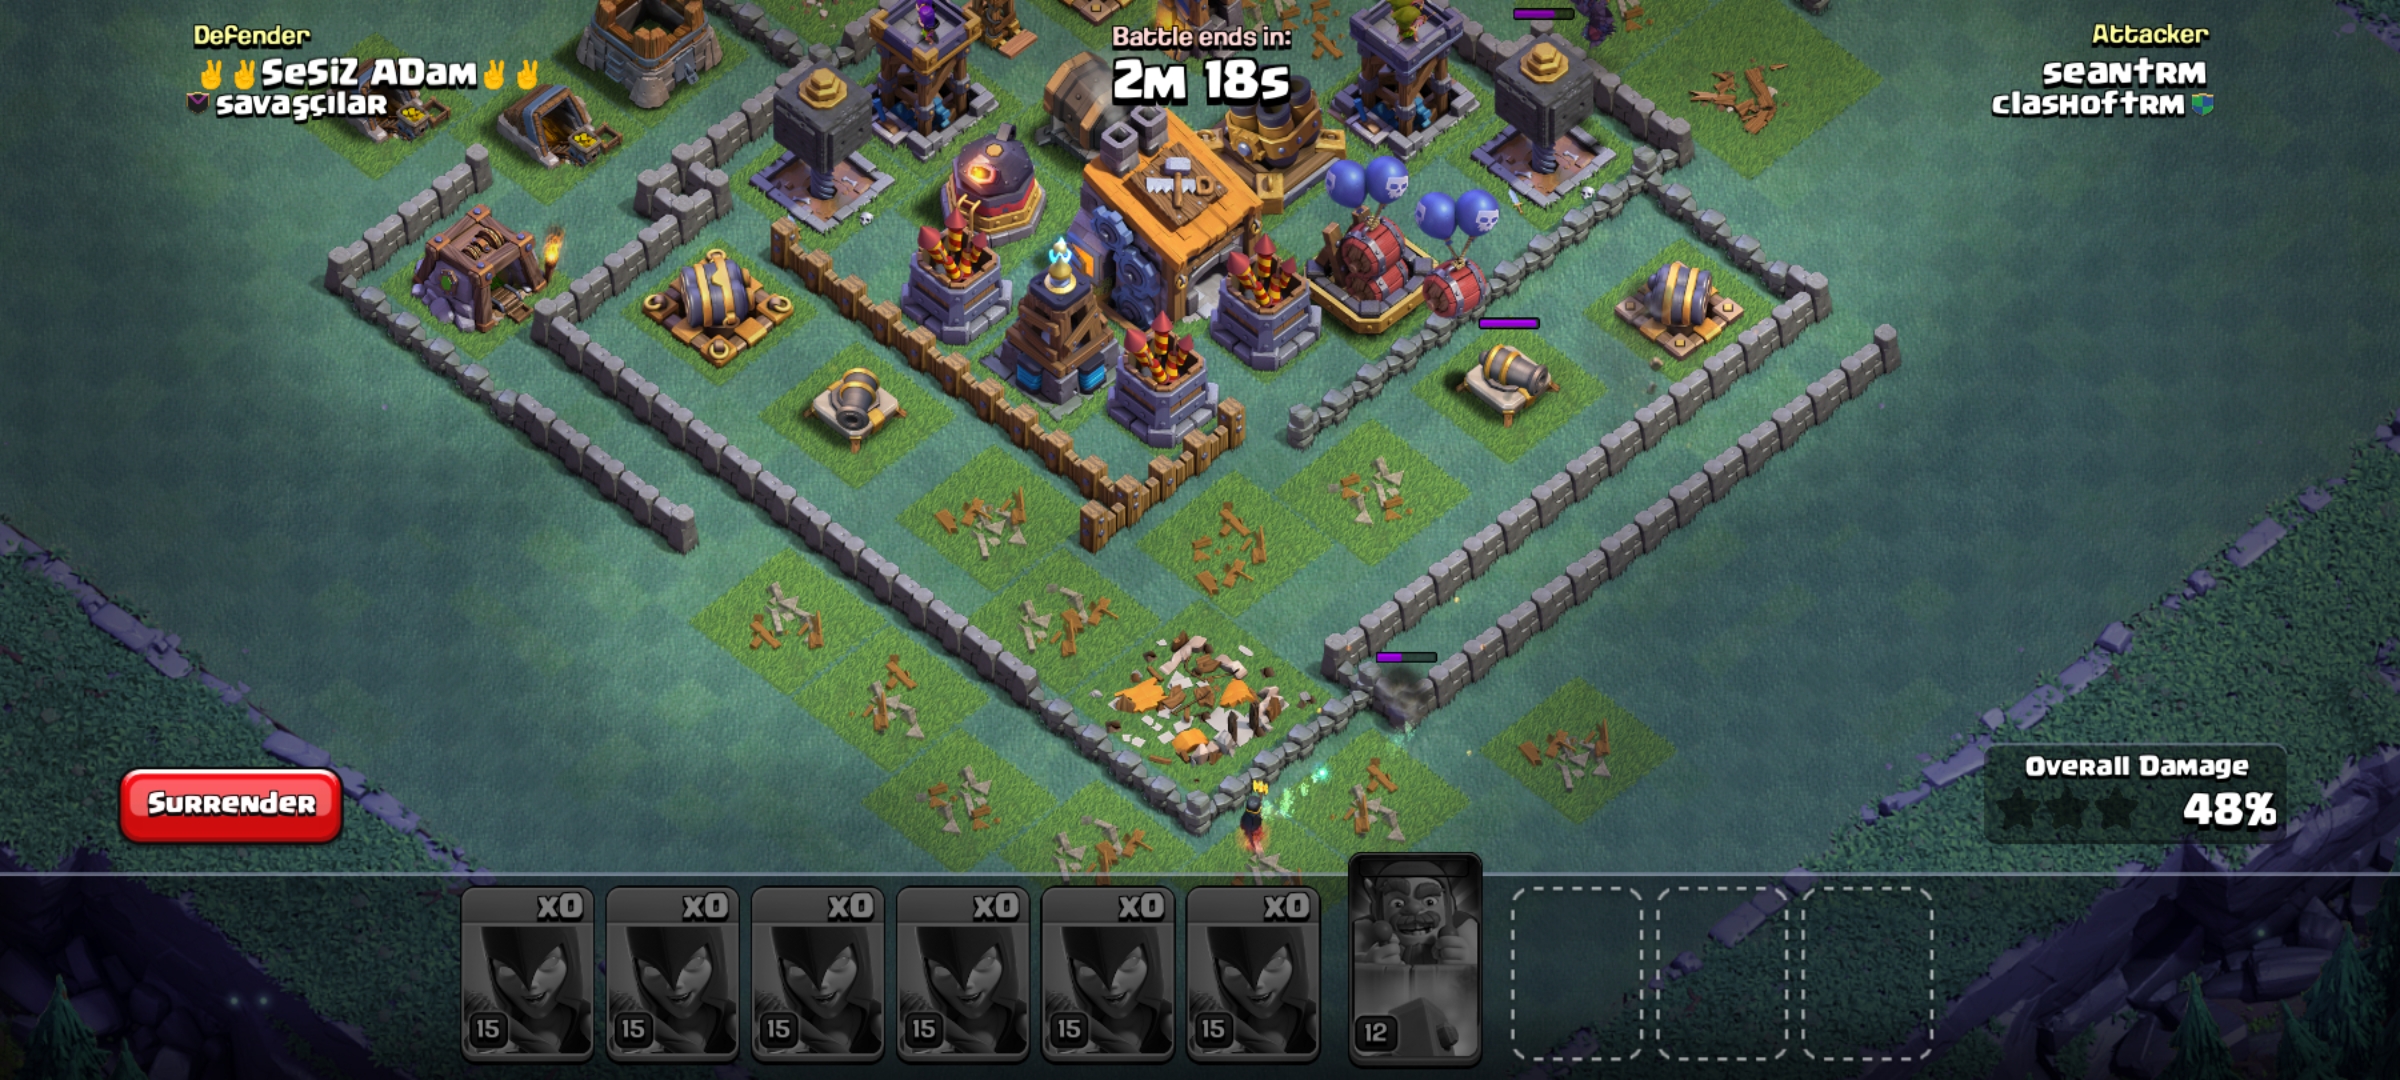 Defender
✌️✌️SeSiZ ADam✌️✌️
savaşçılar
Battle ends in:
2M 18s
Attacker
seantRM
clashoftRM
Surrender
Overall Damage
48%
x0 x0 x0 x0 x0 x0
15 15 15 15 15 15 12